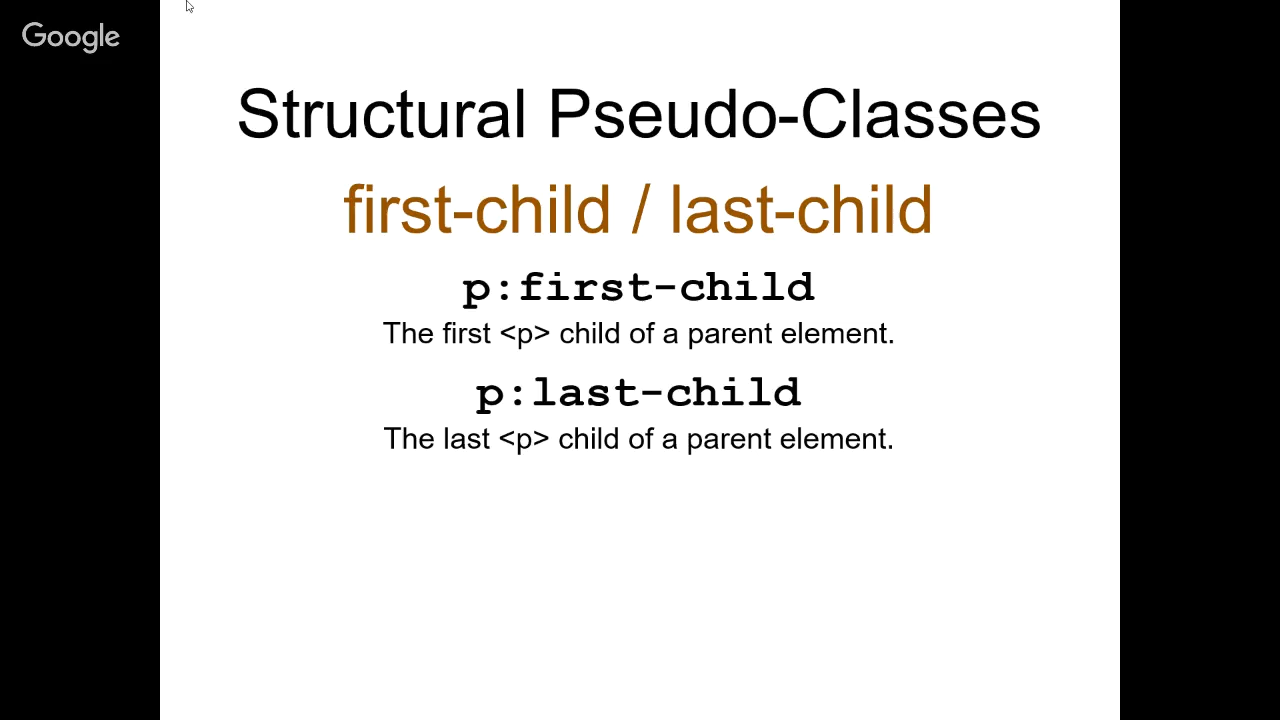 Google
Structural Pseudo-Classes
first-child / last-child
p:first-child
The first <p> child of a parent element.
p:last-child
The last <p> child of a parent element.